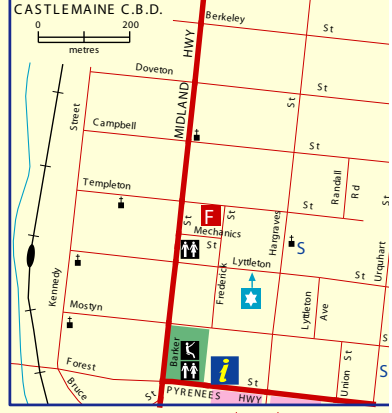 CASTLEMAINE C.B.D.
0 200
metres
Berkeley St
HWY
Doveton St
MIDLAND
Street
St
Campbell St
Templeton St
Randall Rd
St
F
St
St
Mechanics St
Hargraves
S
Lyttleton St
Urquhart
Kennedy
Frederick
Lyttleton Ave
Mostyn St
S
Barker
i
Forest St
Union St
Bruce St
PYRENEES HWY